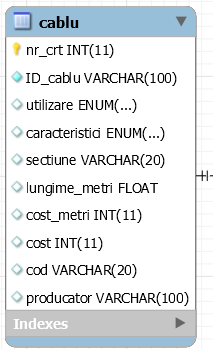 cablu
nr_crt INT(11)
ID_cablu VARCHAR(100)
utilizare ENUM(...)
caracteristici ENUM(...)
sectiune VARCHAR(20)
lungime_metri FLOAT
cost_metri INT(11)
cost INT(11)
cod VARCHAR(20)
producator VARCHAR(100)
Indexes